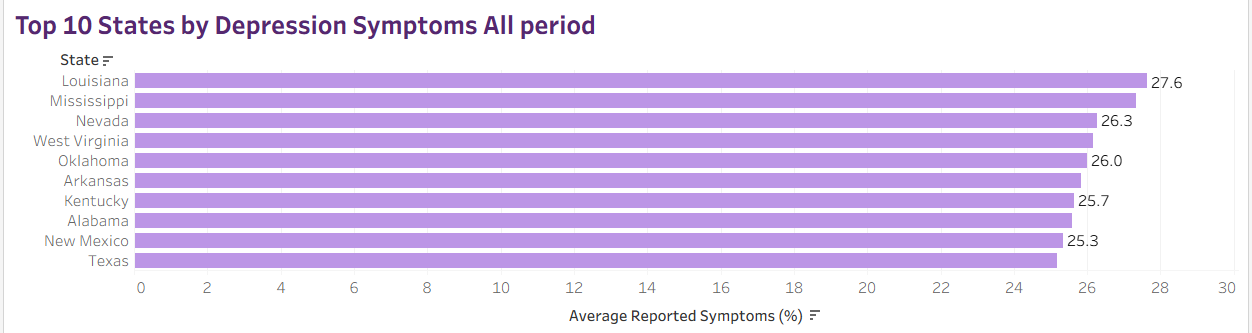 Top 10 States by Depression Symptoms All period
State
Louisiana 27.6
Mississippi
Nevada 26.3
West Virginia
Oklahoma 26.0
Arkansas
Kentucky 25.7
Alabama
New Mexico 25.3
Texas
0 2 4 6 8 10 12 14 16 18 20 22 24 26 28 30
Average Reported Symptoms (%)